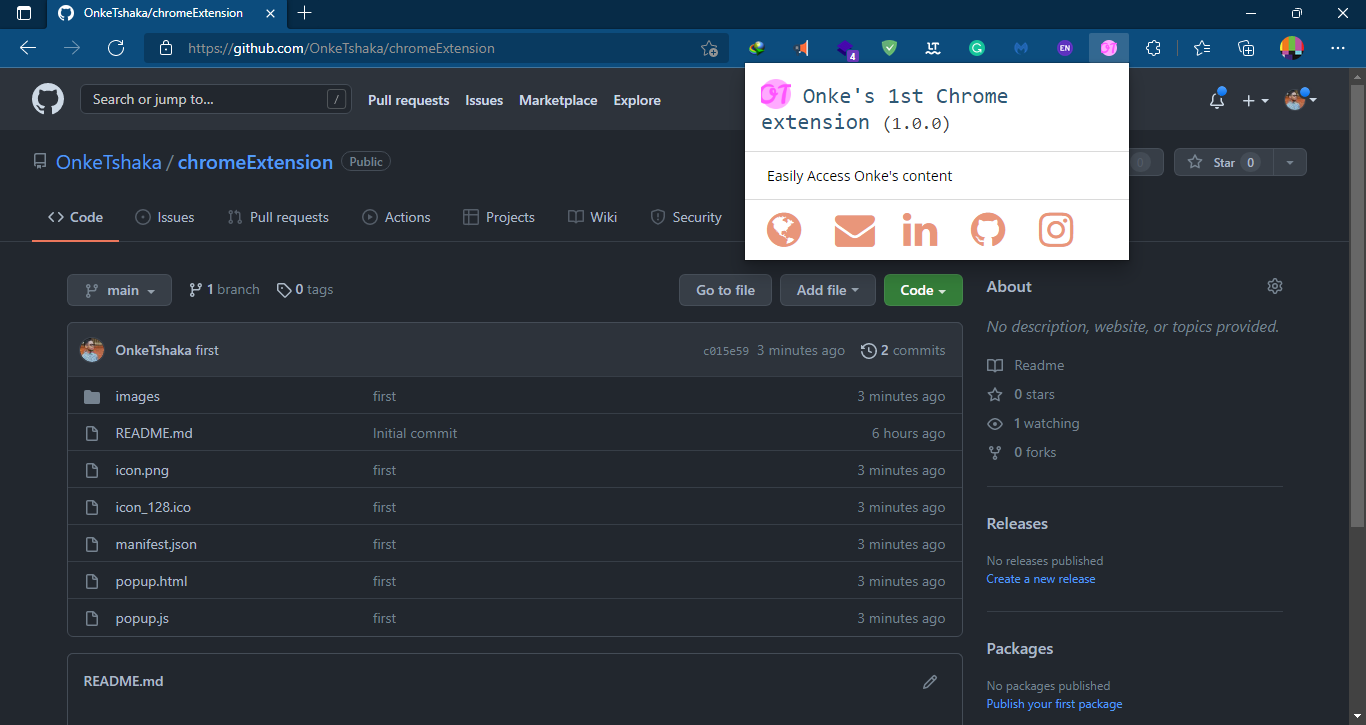 OnkeTshaka/chromeExtension
https://github.com/OnkeTshaka/chromeExtension
4
EN
OT
Search or jump to... /
Pull requests Issues Marketplace Explore
OT Onke's 1st Chrome
extension (1.0.0)
Easily Access Onke's content
in
OnkeTshaka / chromeExtension Public
0
Star 0
Code Issues Pull requests Actions Projects Wiki Security
main 1 branch 0 tags
Go to file Add file Code
OnkeTshaka first c015e59 3 minutes ago 2 commits
images first 3 minutes ago
README.md Initial commit 6 hours ago
icon.png first 3 minutes ago
icon_128.ico first 3 minutes ago
manifest.json first 3 minutes ago
popup.html first 3 minutes ago
popup.js first 3 minutes ago
README.md
About
No description, website, or topics provided.
Readme
0 stars
1 watching
0 forks
Releases
No releases published
Create a new release
Packages
No packages published
Publish your first package